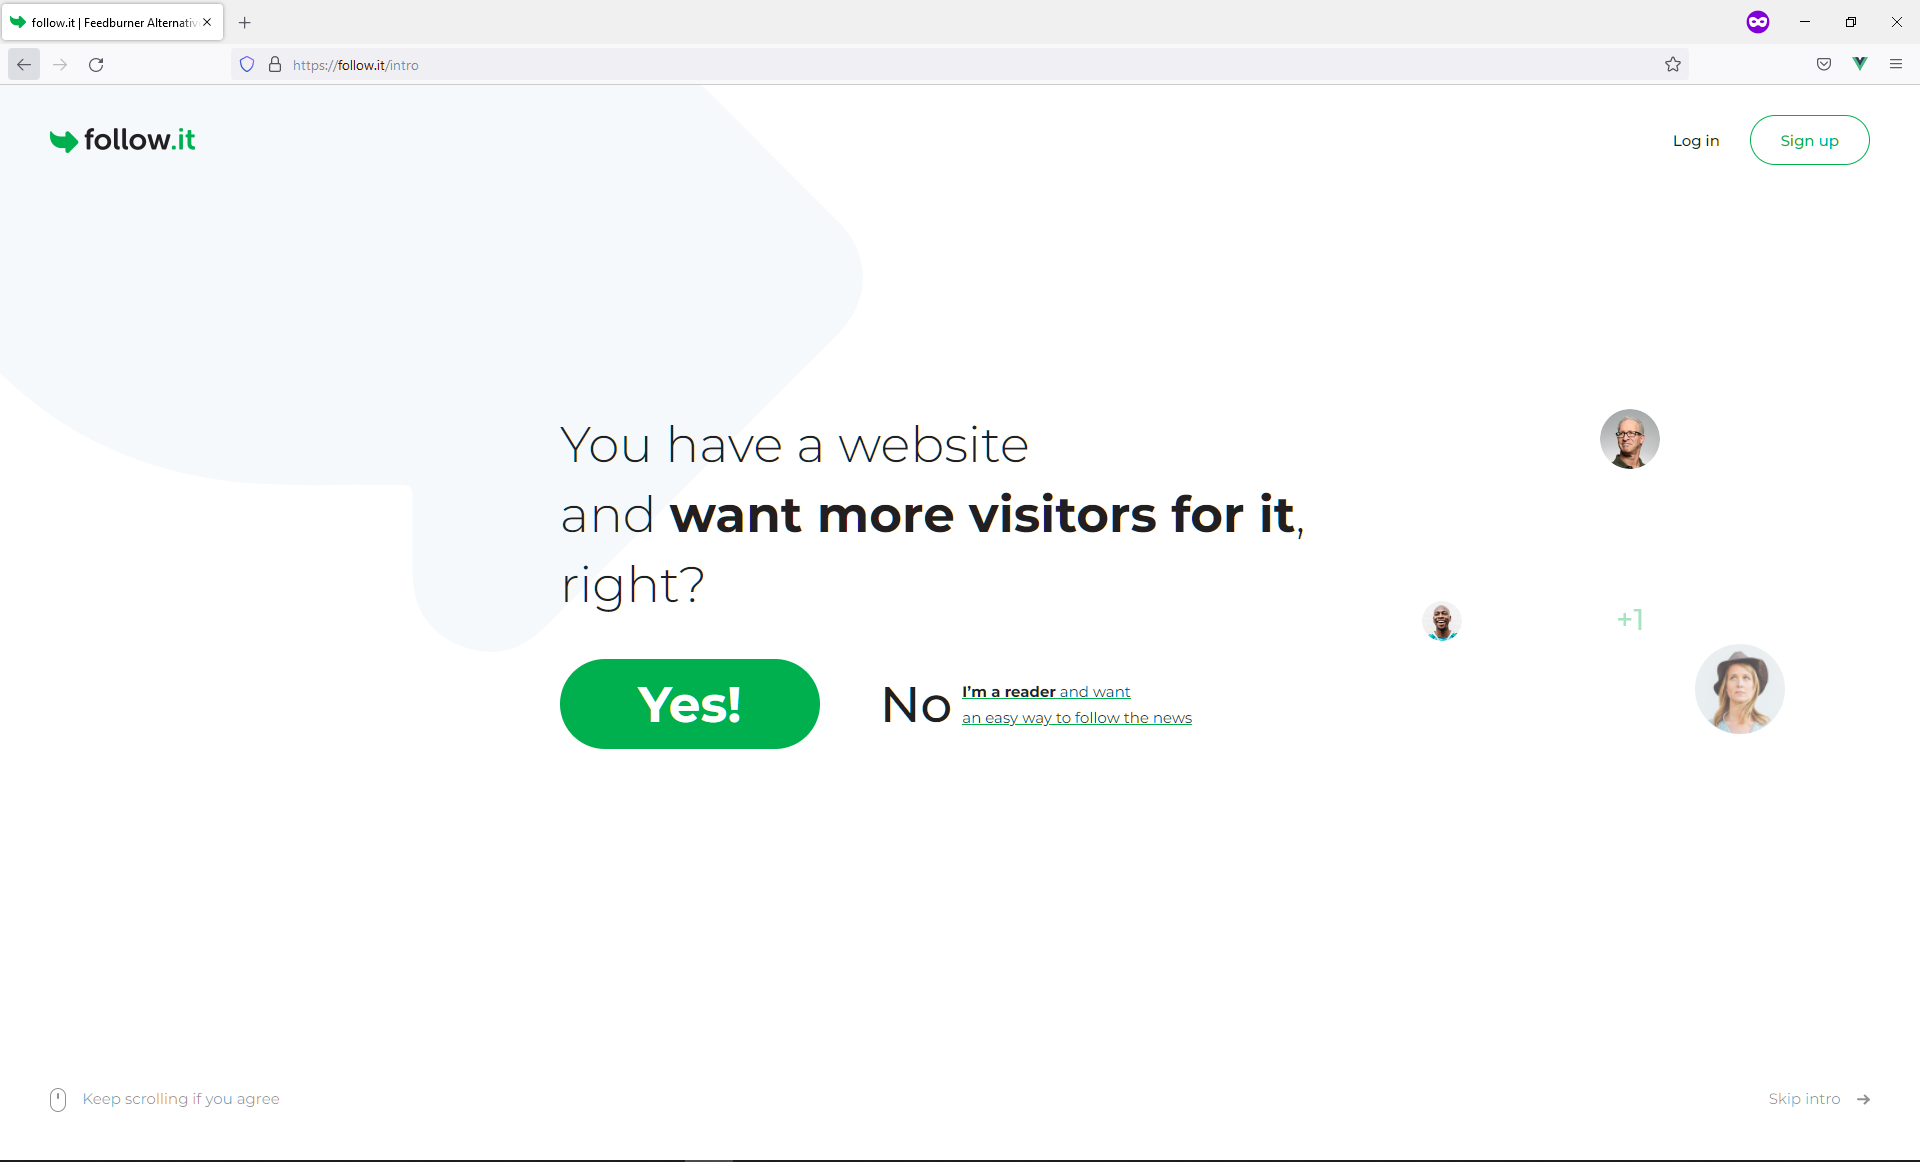 follow.it | Feedburner Alternativ
https://follow.it/intro
follow.it
Log in
Sign up
You have a website
and want more visitors for it,
right?
+1
Yes!
No
I'm a reader and want
an easy way to follow the news
Keep scrolling if you agree
Skip intro